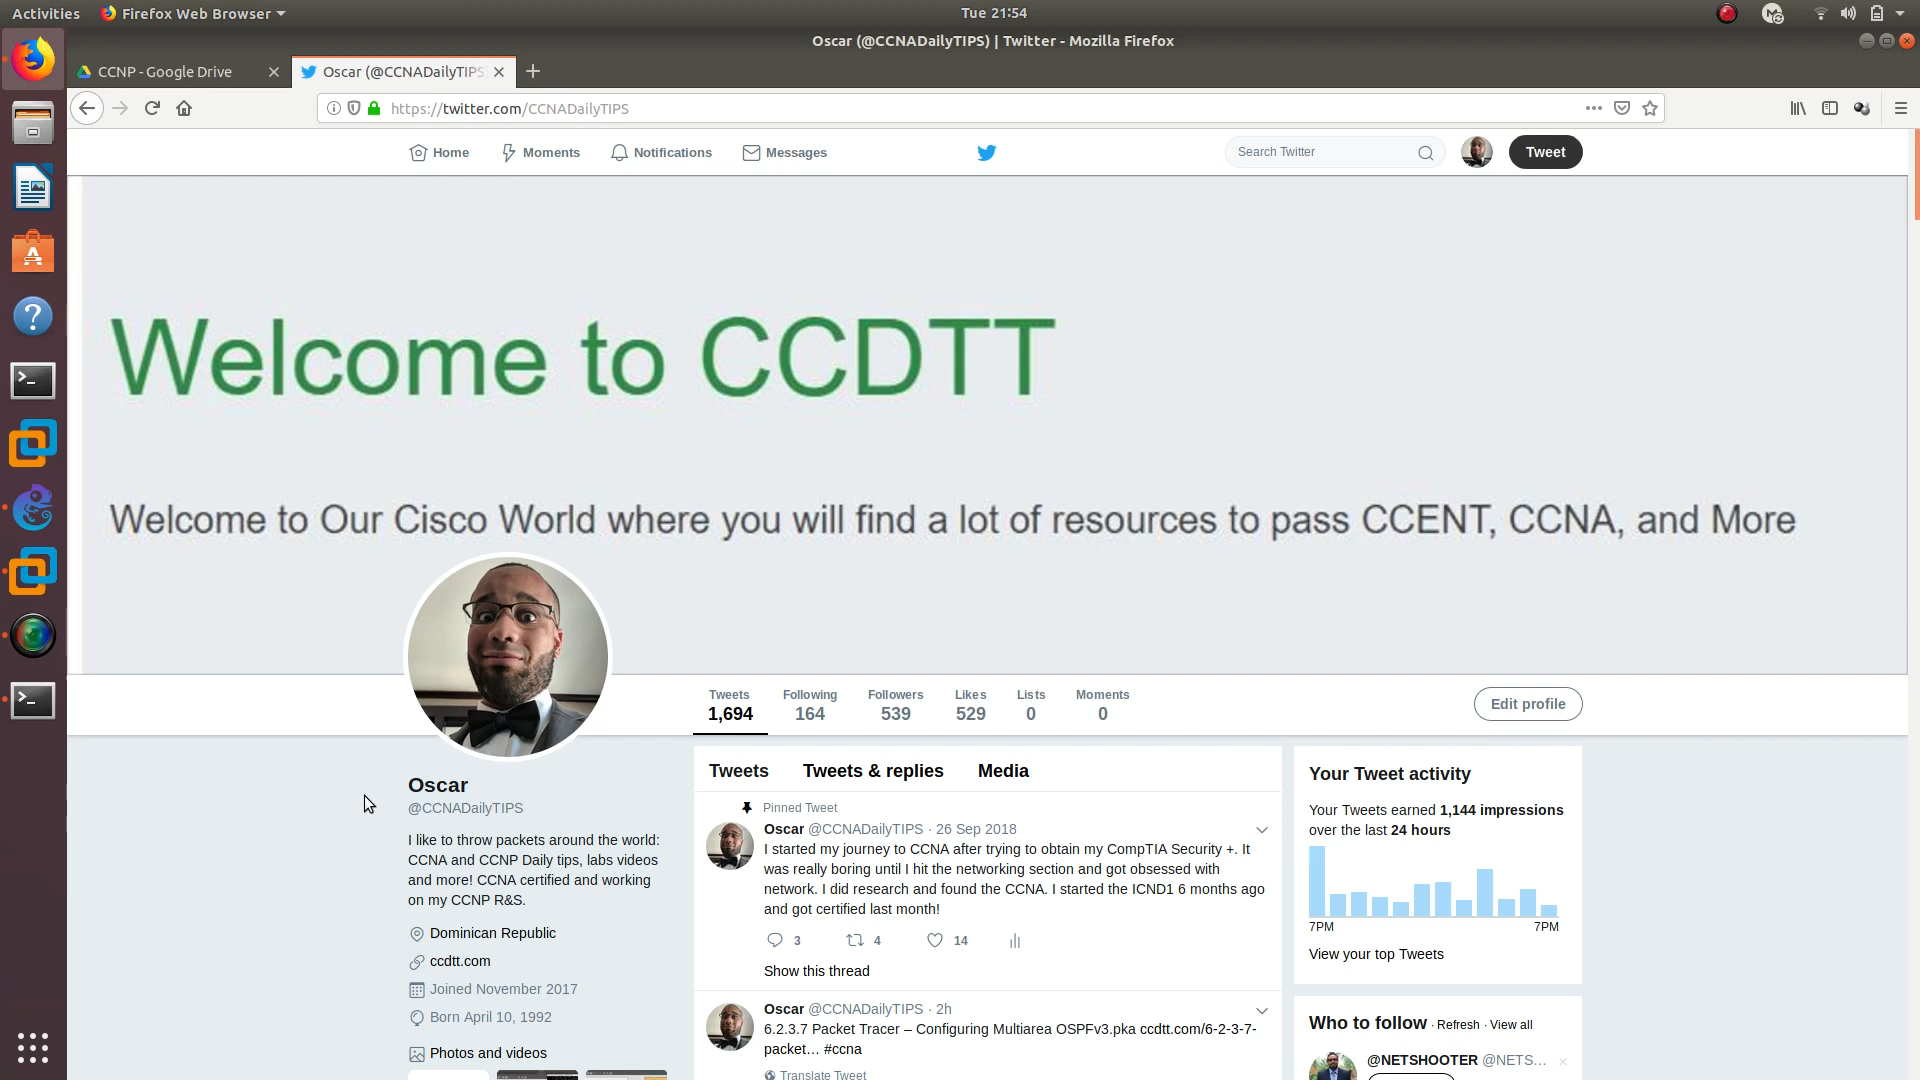 Activities
Firefox Web Browser
Tue 21:54
Oscar (@CCNADailyTIPS) | Twitter - Mozilla Firefox
CCNP - Google Drive
Oscar (@CCNADailyTIPS
https://twitter.com/CCNADailyTIPS
Home
Moments
Notifications
Messages
Search Twitter
Tweet
Welcome to CCDTT
Welcome to Our Cisco World where you will find a lot of resources to pass CCENT, CCNA, and More
Tweets Following Followers Likes Lists Moments
1,694 164 539 529 0 0
Edit profile
Oscar
@CCNADailyTIPS
I like to throw packets around the world:
CCNA and CCNP Daily tips, labs videos
and more! CCNA certified and working
on my CCNP R&S.
Dominican Republic
ccdtt.com
Joined November 2017
Born April 10, 1992
Photos and videos
Tweets Tweets & replies Media
Pinned Tweet
Oscar @CCNADailyTIPS · 26 Sep 2018
I started my journey to CCNA after trying to obtain my CompTIA Security +. It
was really boring until I hit the networking section and got obsessed with
network. I did research and found the CCNA. I started the ICND1 6 months ago
and got certified last month!
3 4 14
Show this thread
Oscar @CCNADailyTIPS · 2h
6.2.3.7 Packet Tracer – Configuring Multiarea OSPFv3.pka ccdtt.com/6-2-3-7-
packet… #ccna
Translate Tweet
Your Tweet activity
Your Tweets earned 1,144 impressions
over the last 24 hours
7PM 7PM
View your top Tweets
Who to follow · Refresh · View all
@NETSHOOTER @NETS...